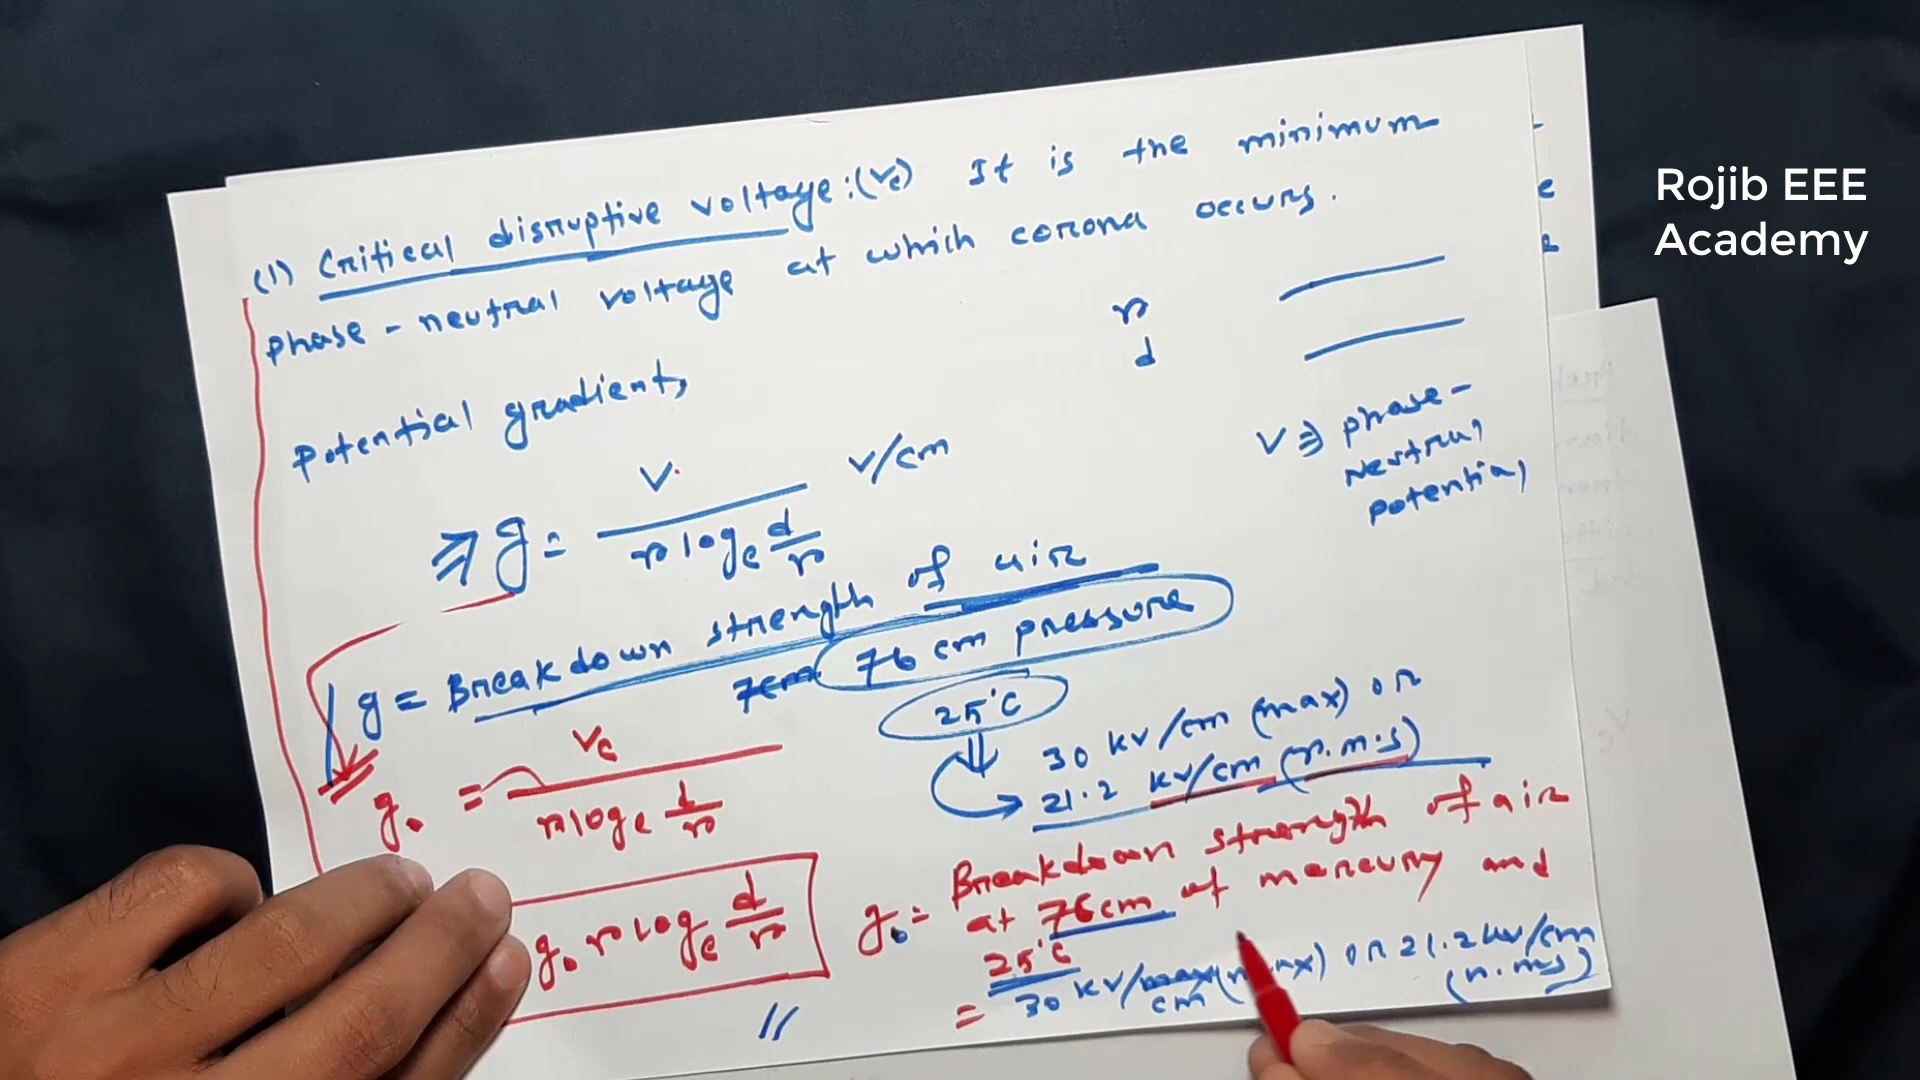 (1) Critical disruptive voltage:(Vc) It is the minimum
phase - neutral voltage at which corona occurs.
r
d
Potential gradient,
V ⇒ phase -
Neutral
potential
⇒ g = V / r loge d/r V/cm
g = Breakdown strength of air
76 cm pressure
25°C
30 kV/cm (max) or
21.2 kV/cm (r.m.s)
g₀ = Vc / r loge d/r
g₀ r loge d/r
g₀ = Breakdown strength of air
at 76cm of mercury and
25°C
= 30 kV/cm (max) or 21.2 kV/cm
(r.m.s)
Rojib EEE
Academy